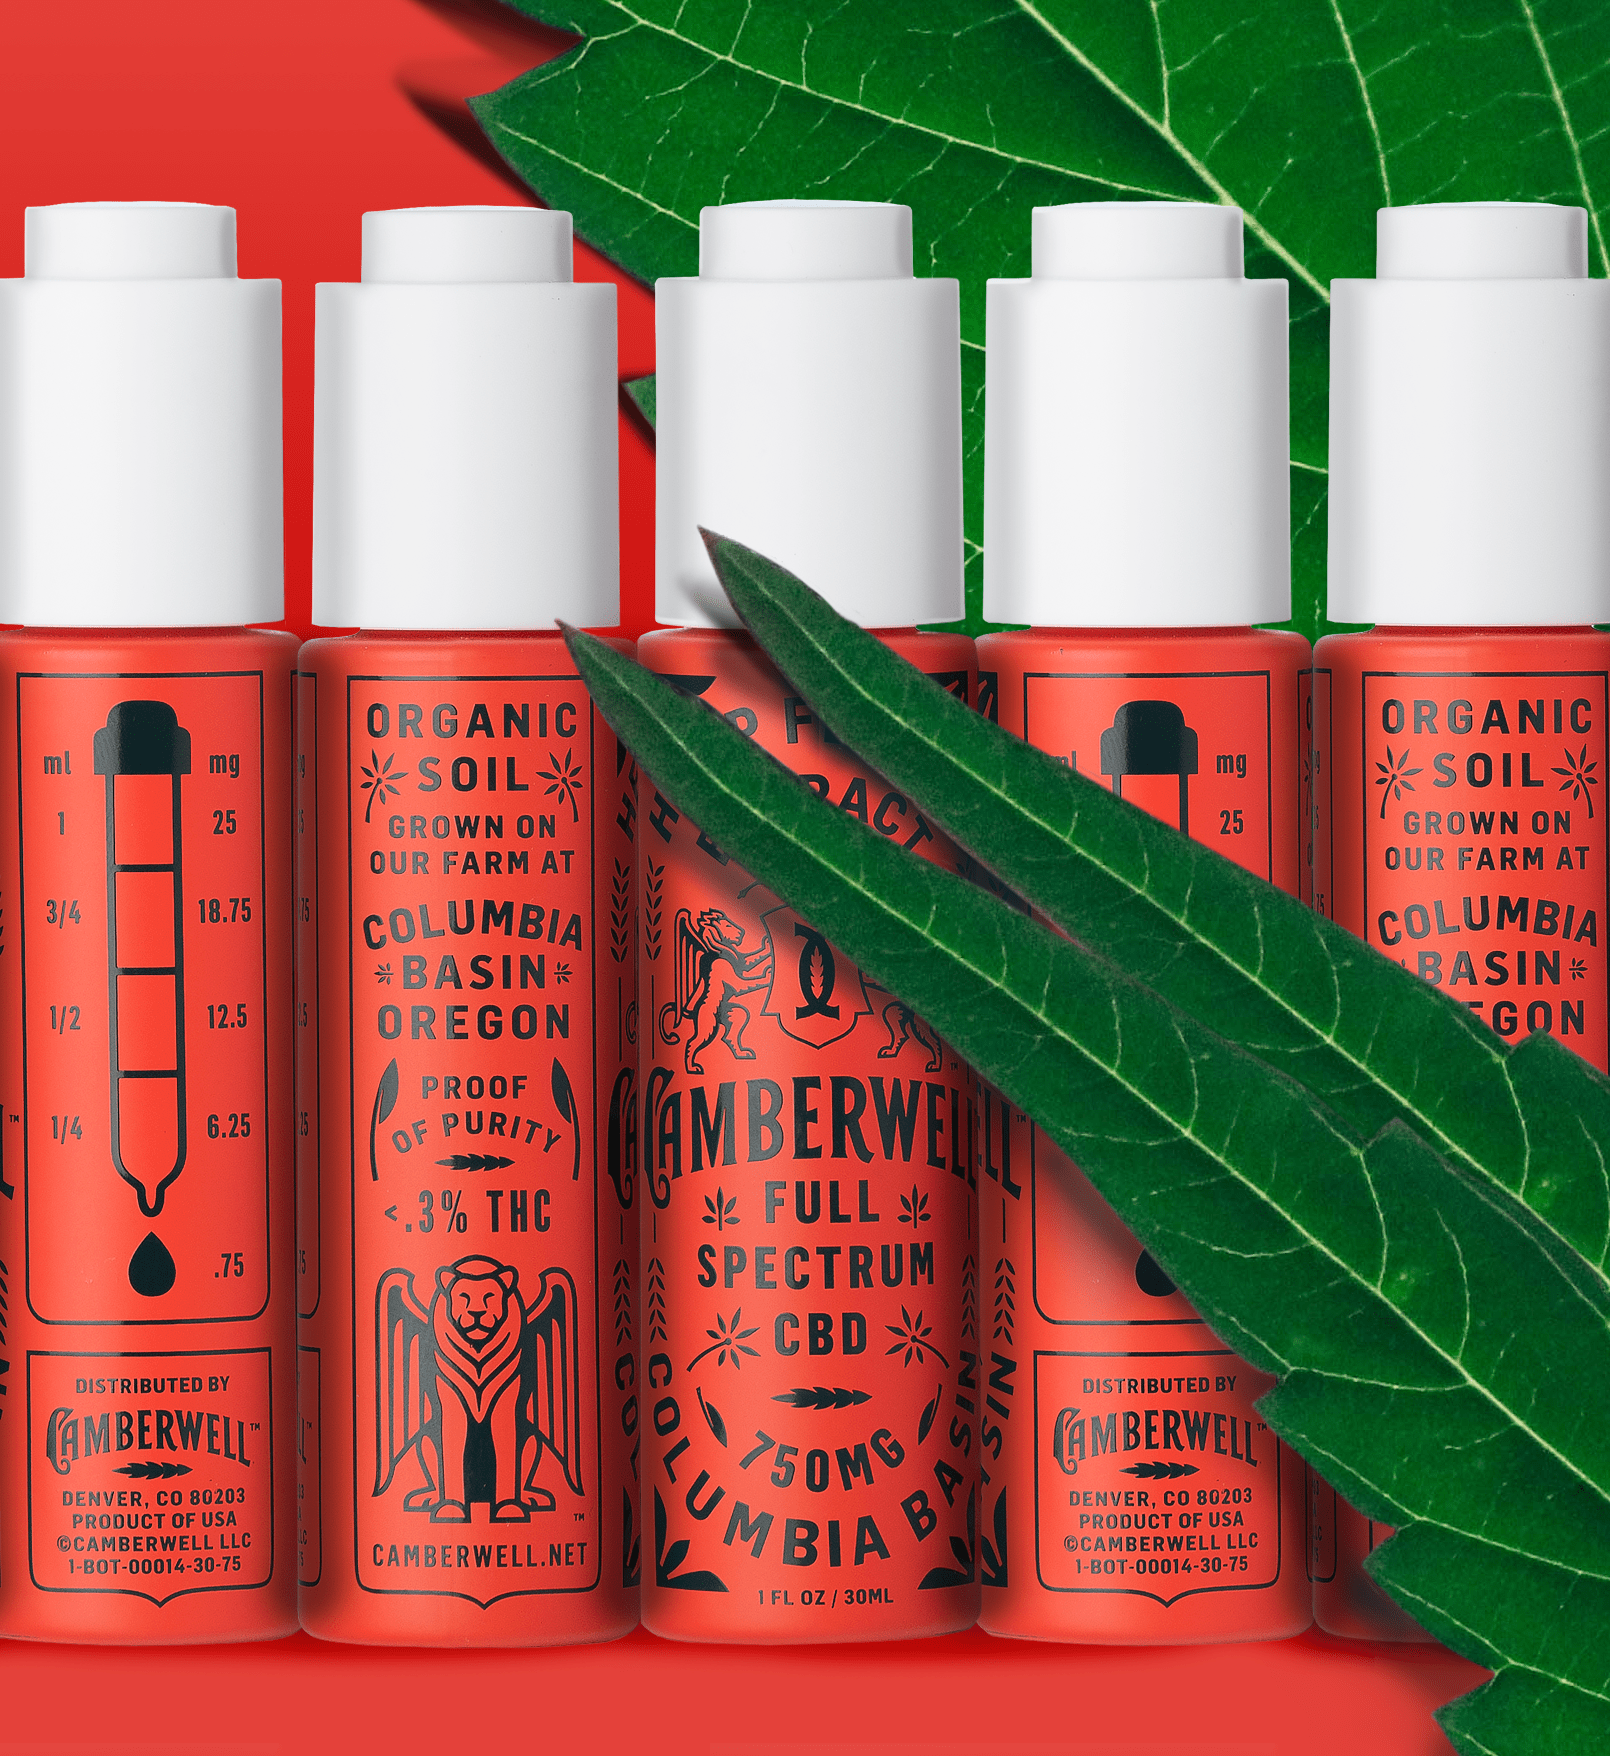 ml mg
1 25
3/4 18.75
1/2 12.5
1/4 6.25
.75
DISTRIBUTED BY
CAMBERWELL™
DENVER, CO 80203
PRODUCT OF USA
©CAMBERWELL LLC
1-BOT-00014-30-75
ORGANIC
SOIL
GROWN ON
OUR FARM AT
COLUMBIA
BASIN
OREGON
PROOF
OF PURITY
<.3% THC
™
CAMBERWELL.NET
CAMBERWELL
FULL
SPECTRUM
CBD
750MG
COLUMBIA BASIN
1 FL OZ / 30ML
ml mg
25
DISTRIBUTED BY
CAMBERWELL™
DENVER, CO 80203
PRODUCT OF USA
©CAMBERWELL LLC
1-BOT-00014-30-75
ORGANIC
SOIL
GROWN ON
OUR FARM AT
COLUMBIA
BASIN